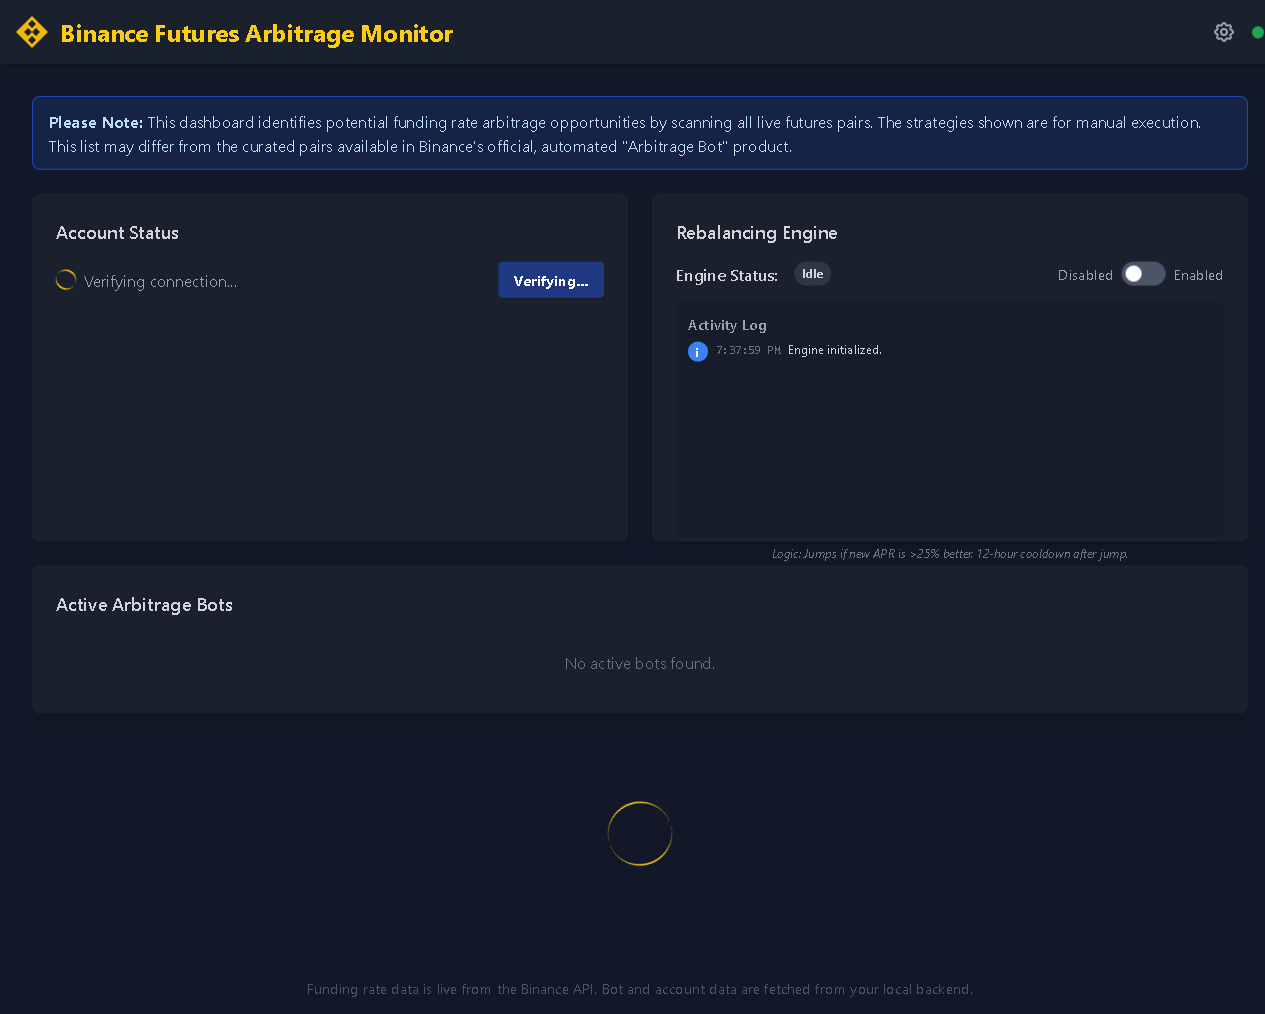 Binance Futures Arbitrage Monitor
Please Note: This dashboard identifies potential funding rate arbitrage opportunities by scanning all live futures pairs. The strategies shown are for manual execution.
This list may differ from the curated pairs available in Binance's official, automated "Arbitrage Bot" product.
Account Status
Verifying connection...
Verifying...
Rebalancing Engine
Engine Status: Idle
Disabled Enabled
Activity Log
7:37:59 PM Engine initialized.
Logic: Jumps if new APR is >25% better. 12-hour cooldown after jump.
Active Arbitrage Bots
No active bots found.
Funding rate data is live from the Binance API. Bot and account data are fetched from your local backend.